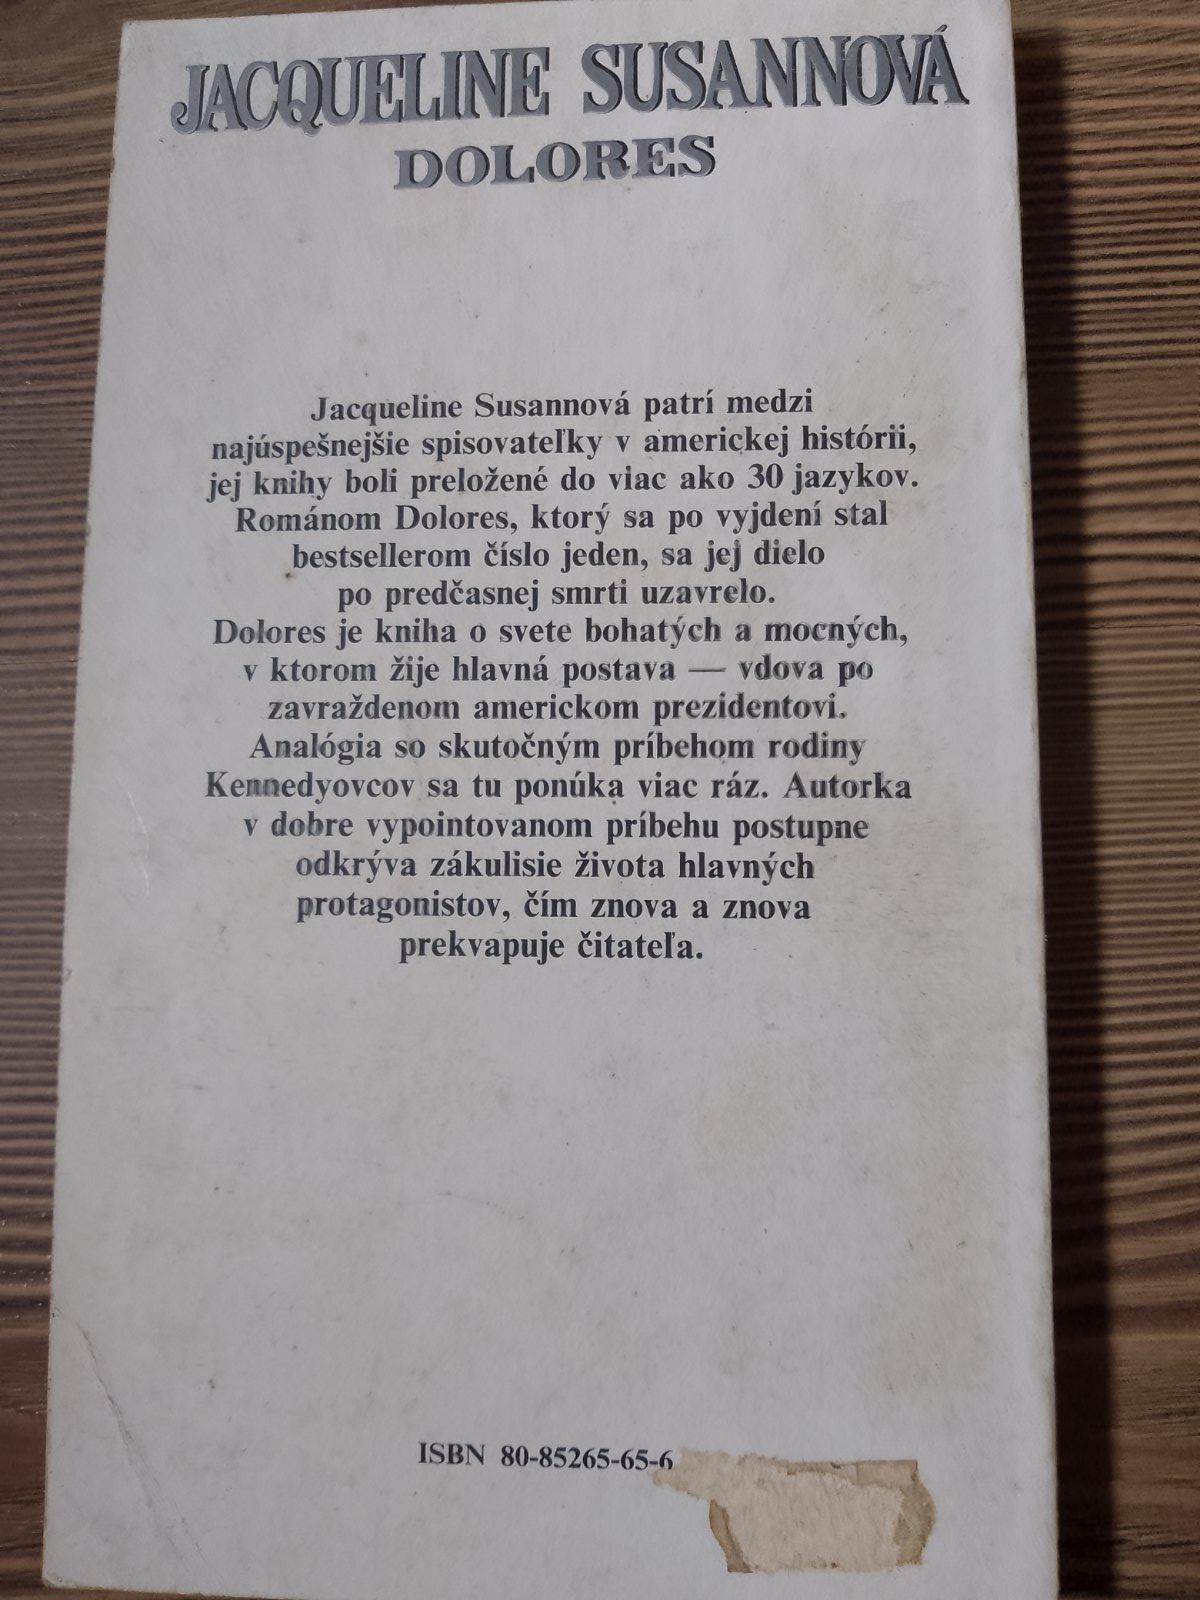 JACQUELINE SUSANNOVÁ
DOLORES
Jacqueline Susannová patrí medzi
najúspešnejšie spisovateľky v americkej histórii,
jej knihy boli preložené do viac ako 30 jazykov.
Románom Dolores, ktorý sa po vyjdení stal
bestsellerom číslo jeden, sa jej dielo
po predčasnej smrti uzavrelo.
Dolores je kniha o svete bohatých a mocných,
v ktorom žije hlavná postava — vdova po
zavraždenom americkom prezidentovi.
Analógia so skutočným príbehom rodiny
Kennedyovcov sa tu ponúka viac ráz. Autorka
v dobre vypointovanom príbehu postupne
odkrýva zákulisie života hlavných
protagonistov, čím znova a znova
prekvapuje čitateľa.
ISBN 80-85265-65-6